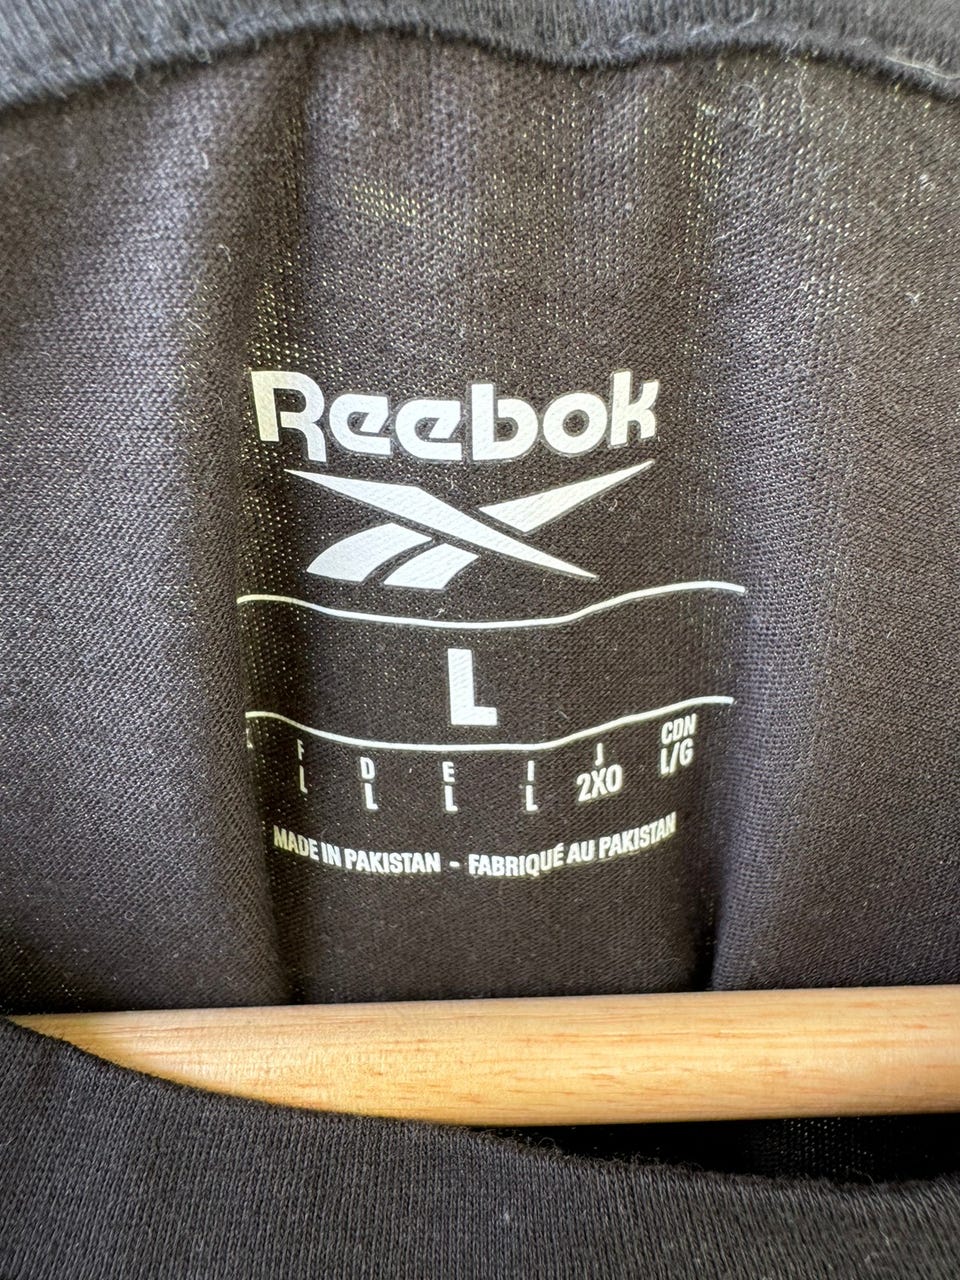 Reebok
L
F D E I J CDN
L L L L 2XO L/G
MADE IN PAKISTAN - FABRIQUÉ AU PAKISTAN